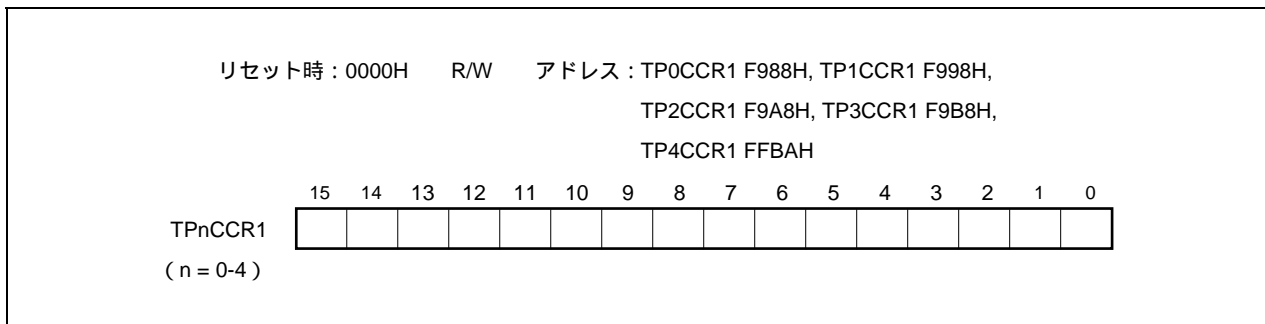 リセット時：0000H R/W アドレス：TP0CCR1 F988H, TP1CCR1 F998H,
TP2CCR1 F9A8H, TP3CCR1 F9B8H,
TP4CCR1 FFBAH
15 14 13 12 11 10 9 8 7 6 5 4 3 2 1 0
TPnCCR1
（n = 0-4）